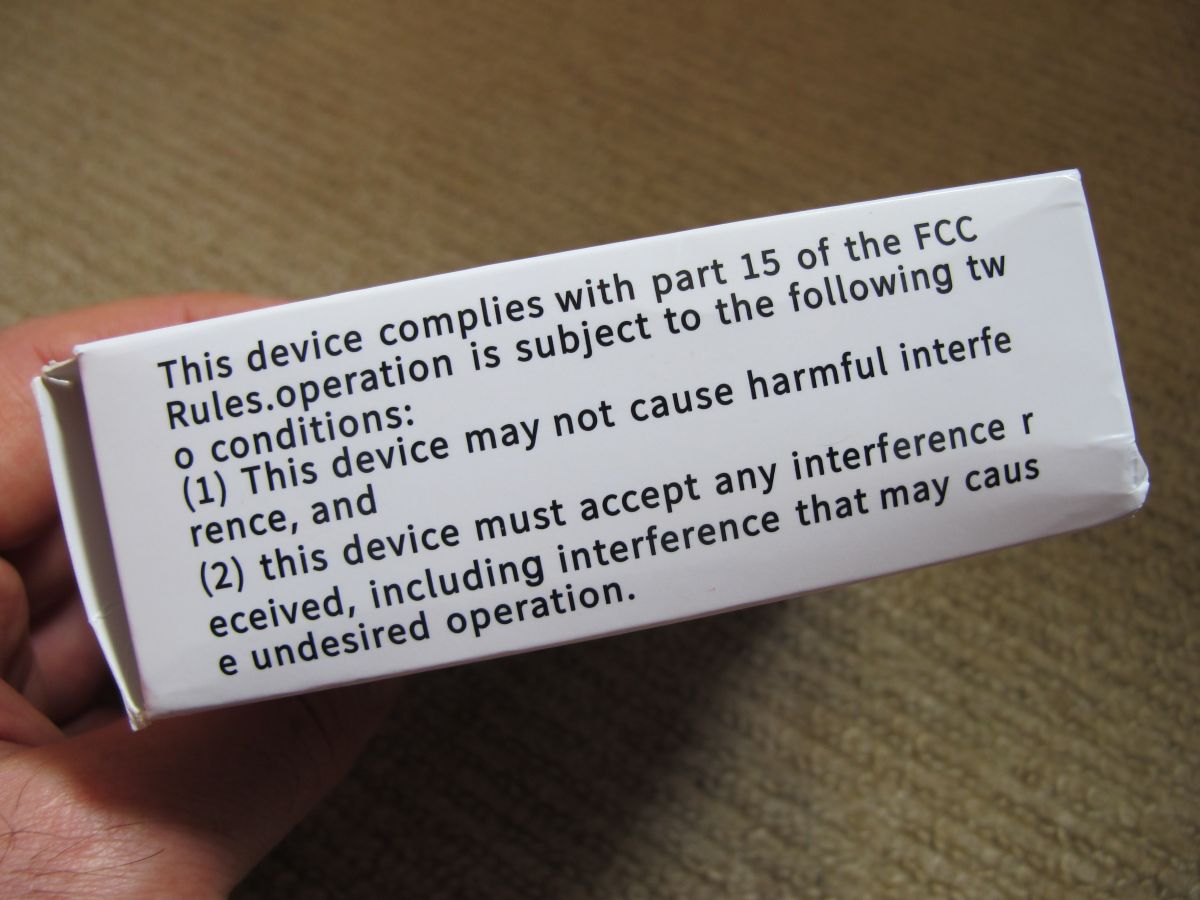 This device complies with part 15 of the FCC
Rules.operation is subject to the following tw
o conditions:
(1) This device may not cause harmful interfe
rence, and
(2) this device must accept any interference r
eceived, including interference that may caus
e undesired operation.